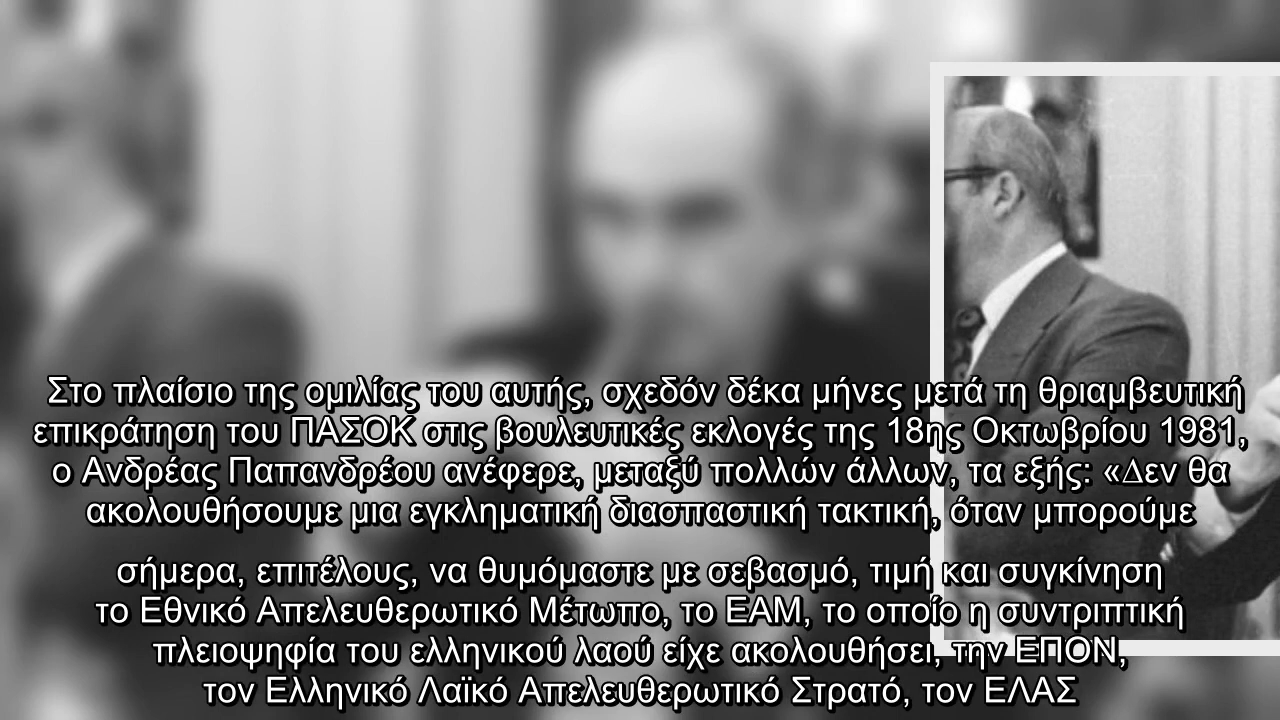 Στο πλαίσιο της ομιλίας του αυτής, σχεδόν δέκα μήνες μετά τη θριαμβευτική
επικράτηση του ΠΑΣΟΚ στις βουλευτικές εκλογές της 18ης Οκτωβρίου 1981,
ο Ανδρέας Παπανδρέου ανέφερε, μεταξύ πολλών άλλων, τα εξής: «Δεν θα
ακολουθήσουμε μια εγκληματική διασπαστική τακτική, όταν μπορούμε
σήμερα, επιτέλους, να θυμόμαστε με σεβασμό, τιμή και συγκίνηση
το Εθνικό Απελευθερωτικό Μέτωπο, το ΕΑΜ, το οποίο η συντριπτική
πλειοψηφία του ελληνικού λαού είχε ακολουθήσει, την ΕΠΟΝ,
τον Ελληνικό Λαϊκό Απελευθερωτικό Στρατό, τον ΕΛΑΣ